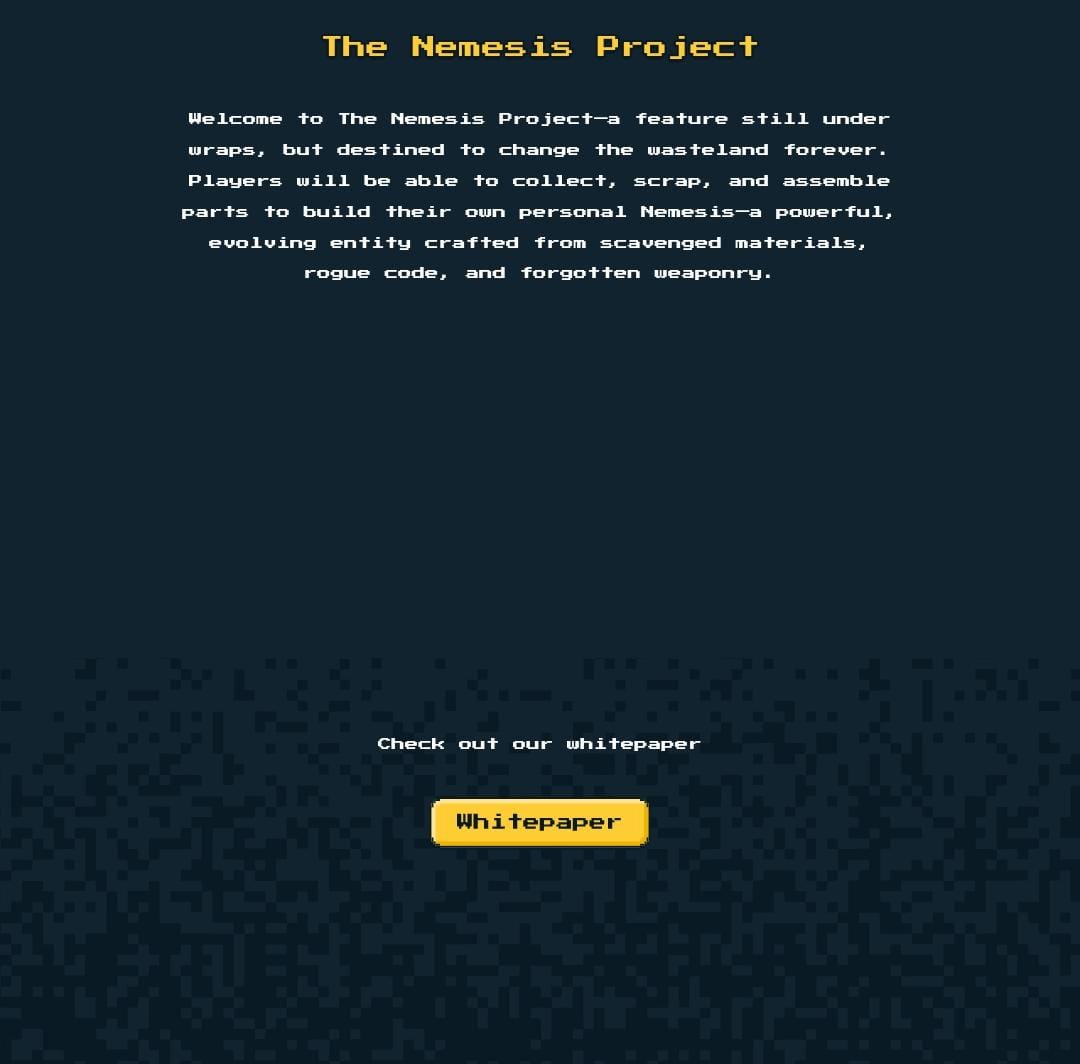 The Nemesis Project
Welcome to The Nemesis Project—a feature still under
wraps, but destined to change the wasteland forever.
Players will be able to collect, scrap, and assemble
parts to build their own personal Nemesis—a powerful,
evolving entity crafted from scavenged materials,
rogue code, and forgotten weaponry.
Check out our whitepaper
Whitepaper